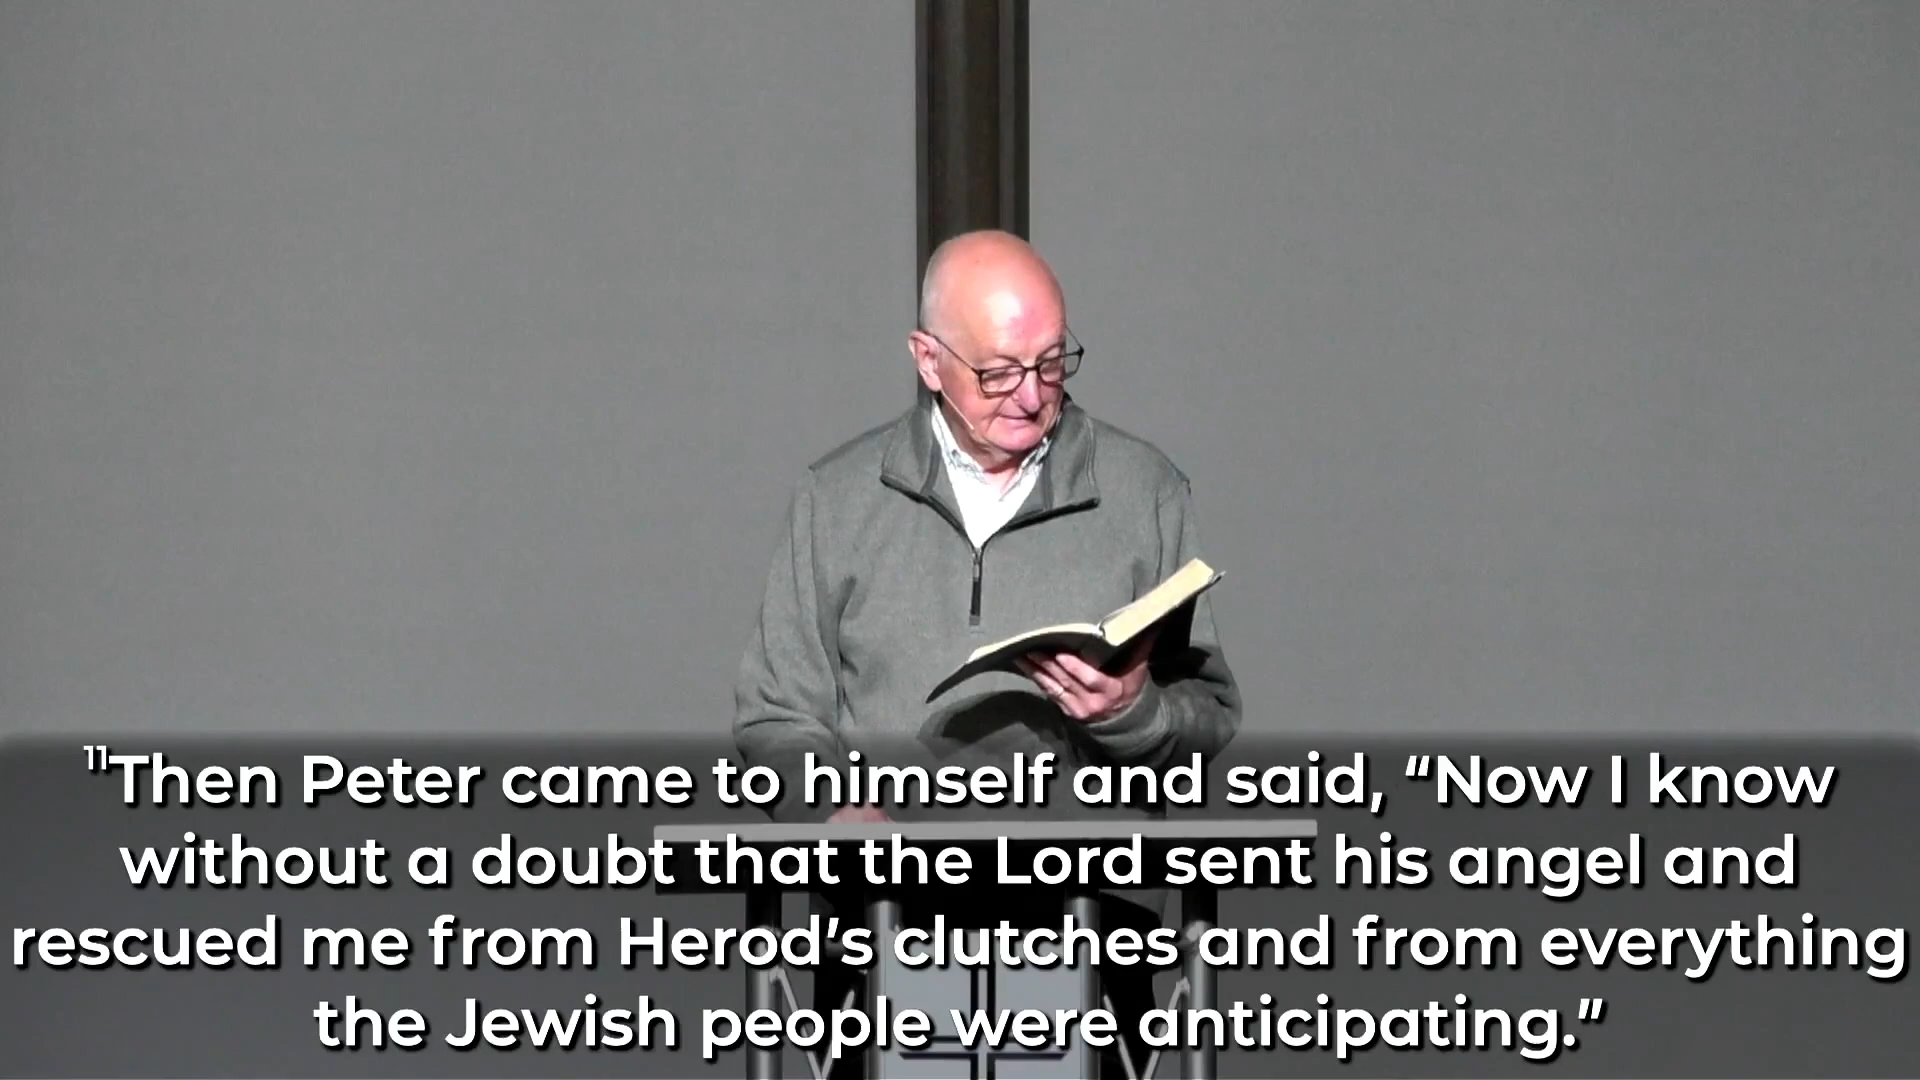 11Then Peter came to himself and said, “Now I know
without a doubt that the Lord sent his angel and
rescued me from Herod’s clutches and from everything
the Jewish people were anticipating.”